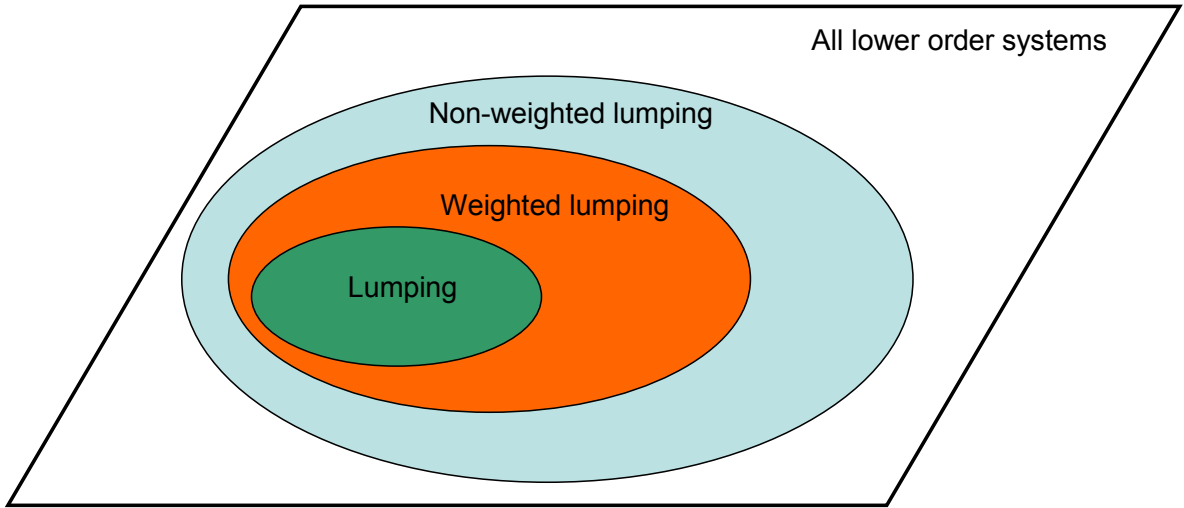 All lower order systems
Non-weighted lumping
Weighted lumping
Lumping